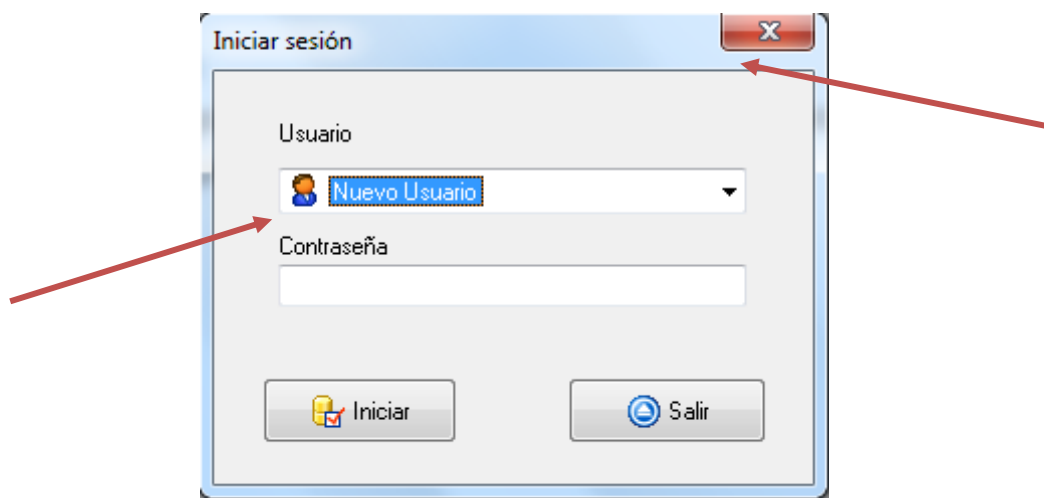 Iniciar sesión
Usuario
Nuevo Usuario
Contraseña
Iniciar
Salir